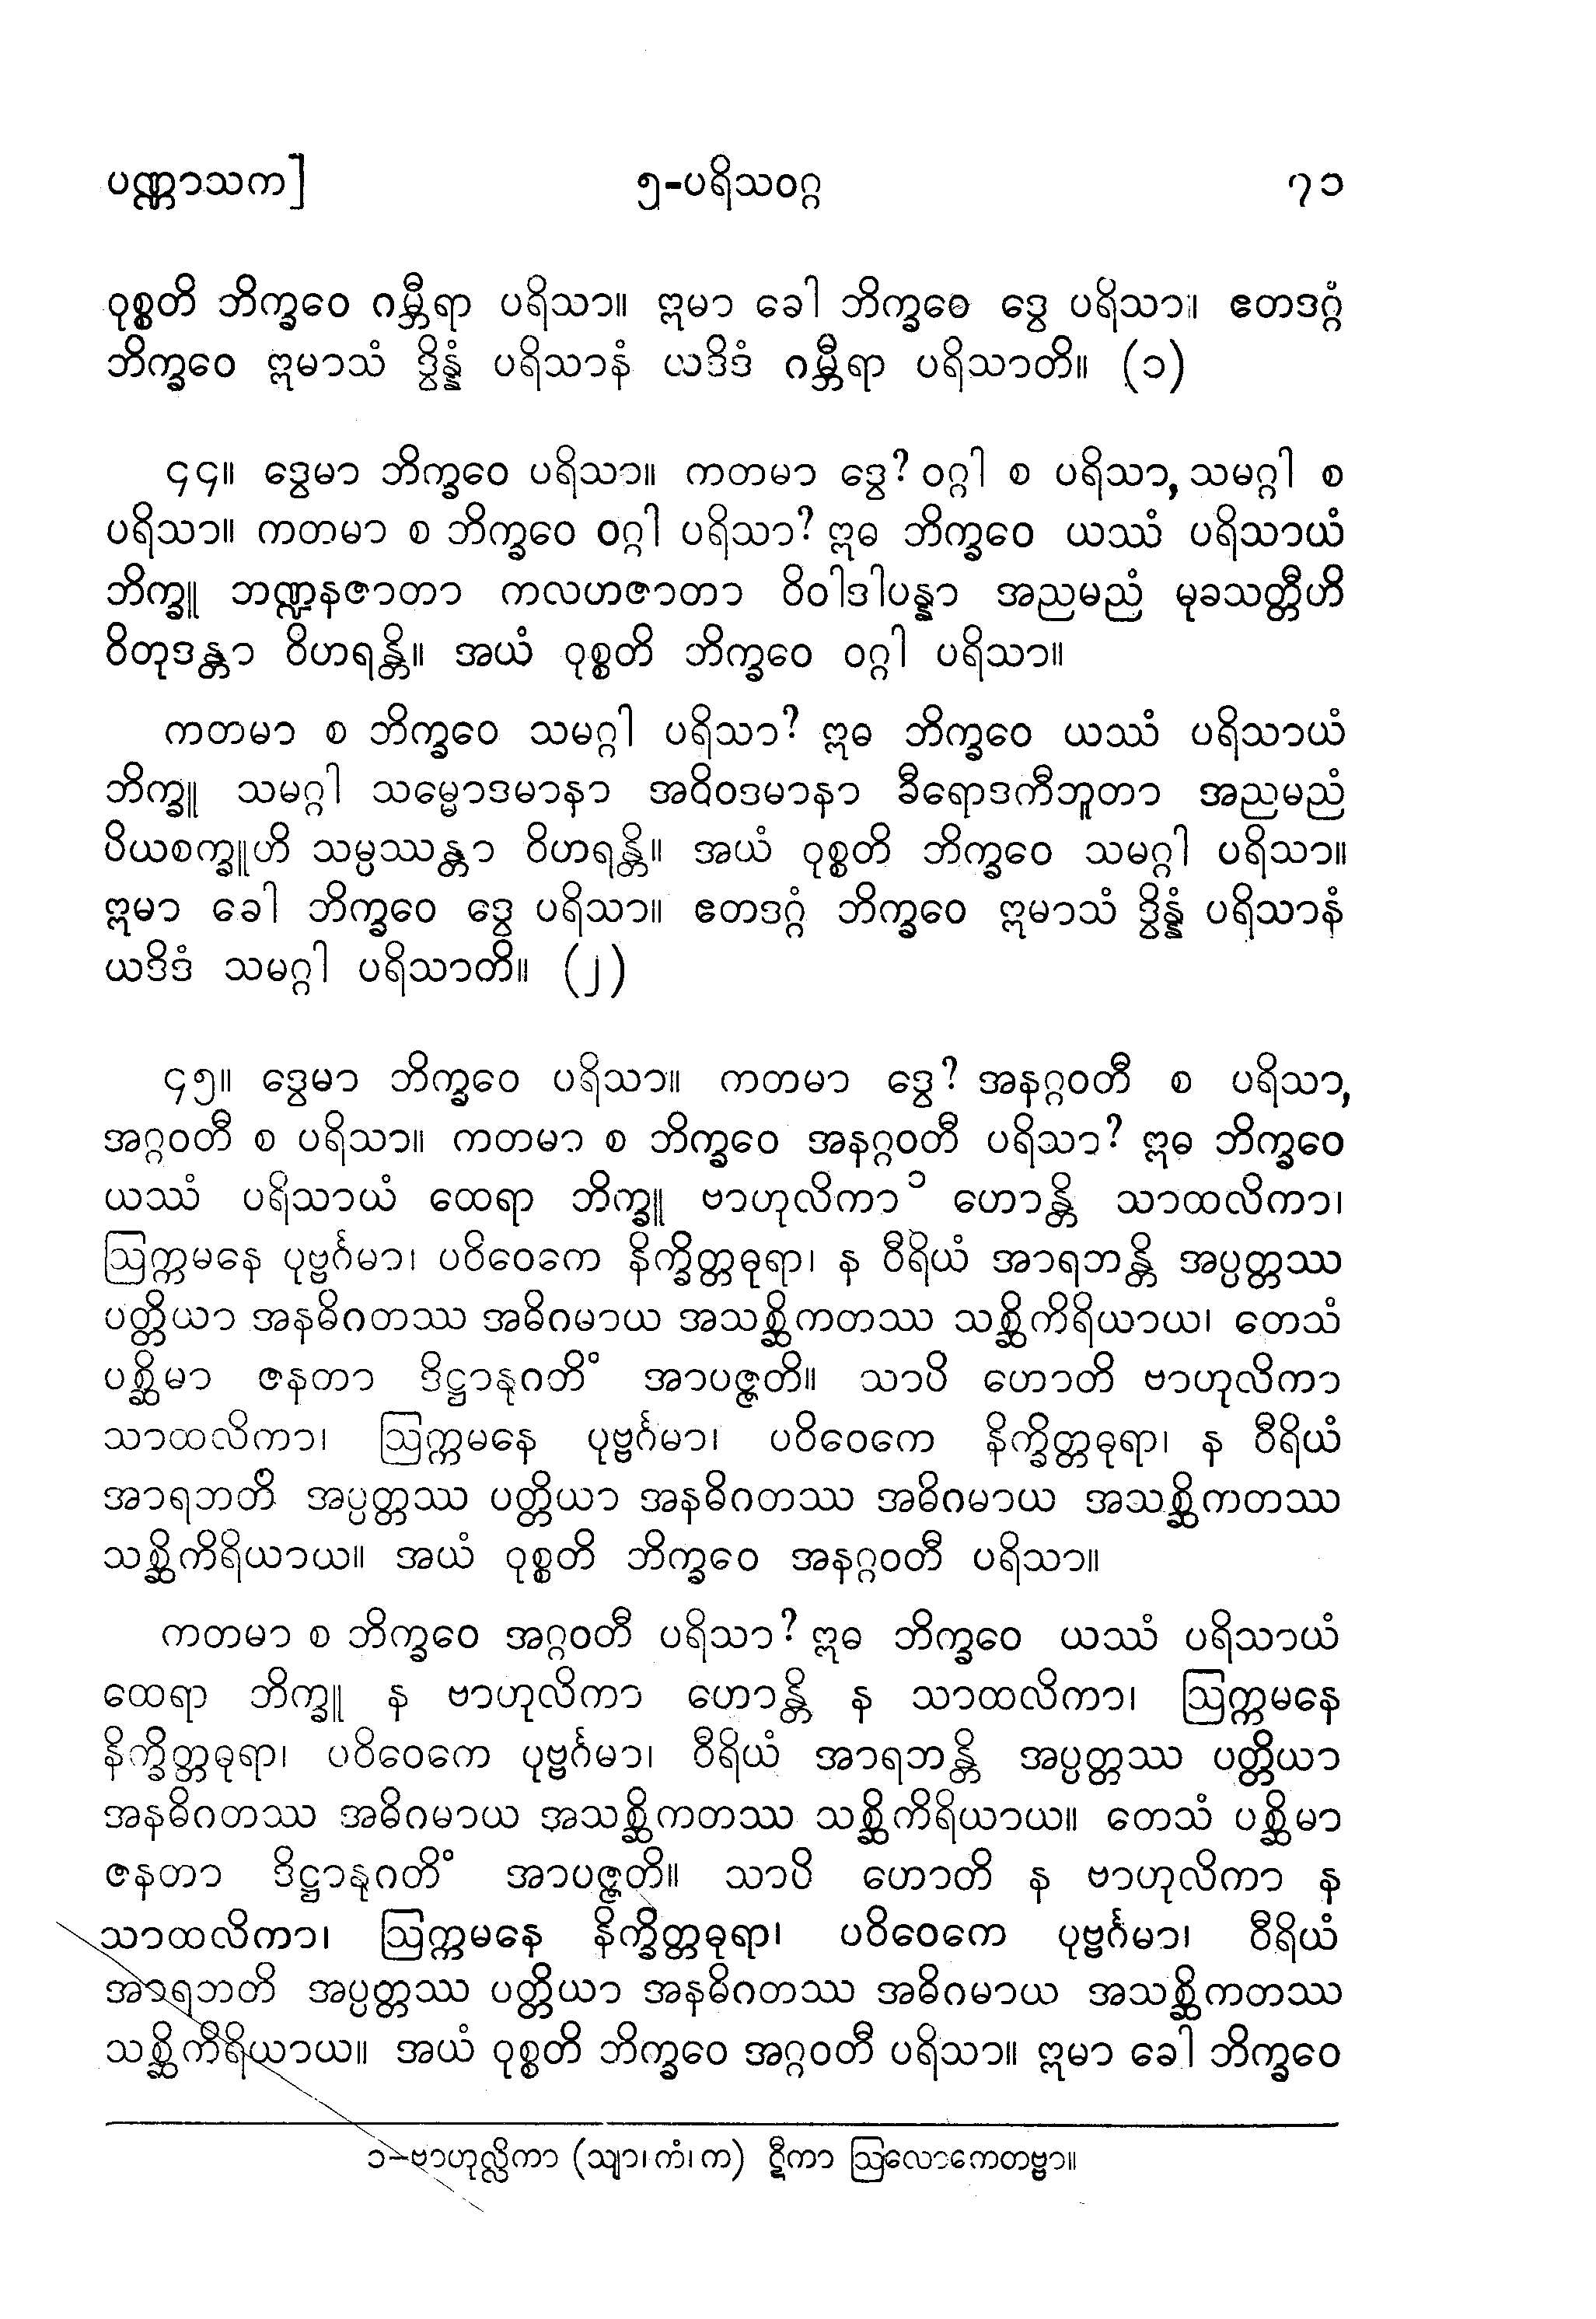 ပဏ္ဏာသက] ၅-ပရိသဝဂ္ဂ ၇၁
ဝုစ္စတိ ဘိက္ခဝေ ဂမ္ဘီရာ ပရိသာ။ ဣမာ ခေါ ဘိက္ခဝေ ဒွေ ပရိသာ။ ဧတဒဂ္ဂံ
ဘိက္ခဝေ ဣမာသံ ဒွိန္နံ ပရိသာနံ ယဒိဒံ ဂမ္ဘီရာ ပရိသာတိ။ (၁)
၄၄။ ဒွေမာ ဘိက္ခဝေ ပရိသာ။ ကတမာ ဒွေ? ဝဂ္ဂါ စ ပရိသာ, သမဂ္ဂါ စ
ပရိသာ။ ကတမာ စ ဘိက္ခဝေ ဝဂ္ဂါ ပရိသာ? ဣဓ ဘိက္ခဝေ ယဿံ ပရိသာယံ
ဘိက္ခူ ဘဏ္ဍနဇာတာ ကလဟဇာတာ ဝိဝါဒါပန္နာ အညမညံ မုခသတ္တီဟိ
ဝိတုဒန္တာ ဝိဟရန္တိ။ အယံ ဝုစ္စတိ ဘိက္ခဝေ ဝဂ္ဂါ ပရိသာ။
ကတမာ စ ဘိက္ခဝေ သမဂ္ဂါ ပရိသာ? ဣဓ ဘိက္ခဝေ ယဿံ ပရိသာယံ
ဘိက္ခူ သမဂ္ဂါ သမ္မောဒမာနာ အဝိဝဒမာနာ ခီရောဒကီဘူတာ အညမညံ
ပိယစက္ခူဟိ သမ္ပဿန္တာ ဝိဟရန္တိ။ အယံ ဝုစ္စတိ ဘိက္ခဝေ သမဂ္ဂါ ပရိသာ။
ဣမာ ခေါ ဘိက္ခဝေ ဒွေ ပရိသာ။ ဧတဒဂ္ဂံ ဘိက္ခဝေ ဣမာသံ ဒွိန္နံ ပရိသာနံ
ယဒိဒံ သမဂ္ဂါ ပရိသာတိ။ (၂)
၄၅။ ဒွေမာ ဘိက္ခဝေ ပရိသာ။ ကတမာ ဒွေ? အနဂ္ဂဝတီ စ ပရိသာ,
အဂ္ဂဝတီ စ ပရိသာ။ ကတမာ စ ဘိက္ခဝေ အနဂ္ဂဝတီ ပရိသာ? ဣဓ ဘိက္ခဝေ
ယဿံ ပရိသာယံ ထေရာ ဘိက္ခူ ဗာဟုလိကာ၁ ဟောန္တိ သာထလိကာ၊
ဩက္ကမနေ ပုဗ္ဗင်္ဂမာ၊ ပဝိဝေကေ နိက္ခိတ္တဓုရာ၊ န ဝီရိယံ အာရဘန္တိ အပ္ပတ္တဿ
ပတ္တိယာ အနဓိဂတဿ အဓိဂမာယ အသစ္ဆိကတဿ သစ္ဆိကိရိယာယ၊ တေသံ
ပစ္ဆိမာ ဇနတာ ဒိဋ္ဌာနုဂတိံ အာပဇ္ဇတိ။ သာပိ ဟောတိ ဗာဟုလိကာ
သာထလိကာ၊ ဩက္ကမနေ ပုဗ္ဗင်္ဂမာ၊ ပဝိဝေကေ နိက္ခိတ္တဓုရာ၊ န ဝီရိယံ
အာရဘတိ အပ္ပတ္တဿ ပတ္တိယာ အနဓိဂတဿ အဓိဂမာယ အသစ္ဆိကတဿ
သစ္ဆိကိရိယာယ။ အယံ ဝုစ္စတိ ဘိက္ခဝေ အနဂ္ဂဝတီ ပရိသာ။
ကတမာ စ ဘိက္ခဝေ အဂ္ဂဝတီ ပရိသာ? ဣဓ ဘိက္ခဝေ ယဿံ ပရိသာယံ
ထေရာ ဘိက္ခူ န ဗာဟုလိကာ ဟောန္တိ န သာထလိကာ၊ ဩက္ကမနေ
နိက္ခိတ္တဓုရာ၊ ပဝိဝေကေ ပုဗ္ဗင်္ဂမာ၊ ဝီရိယံ အာရဘန္တိ အပ္ပတ္တဿ ပတ္တိယာ
အနဓိဂတဿ အဓိဂမာယ အသစ္ဆိကတဿ သစ္ဆိကိရိယာယ။ တေသံ ပစ္ဆိမာ
ဇနတာ ဒိဋ္ဌာနုဂတိံ အာပဇ္ဇတိ။ သာပိ ဟောတိ န ဗာဟုလိကာ န
သာထလိကာ၊ ဩက္ကမနေ နိက္ခိတ္တဓုရာ၊ ပဝိဝေကေ ပုဗ္ဗင်္ဂမာ၊ ဝီရိယံ
အာရဘတိ အပ္ပတ္တဿ ပတ္တိယာ အနဓိဂတဿ အဓိဂမာယ အသစ္ဆိကတဿ
သစ္ဆိကိရိယာယ။ အယံ ဝုစ္စတိ ဘိက္ခဝေ အဂ္ဂဝတီ ပရိသာ။ ဣမာ ခေါ ဘိက္ခဝေ
၁-ဗာဟုလ္လိကာ (သျာ၊ ကံ၊ က) ဋီကာ ဩလောကေတဗ္ဗာ။